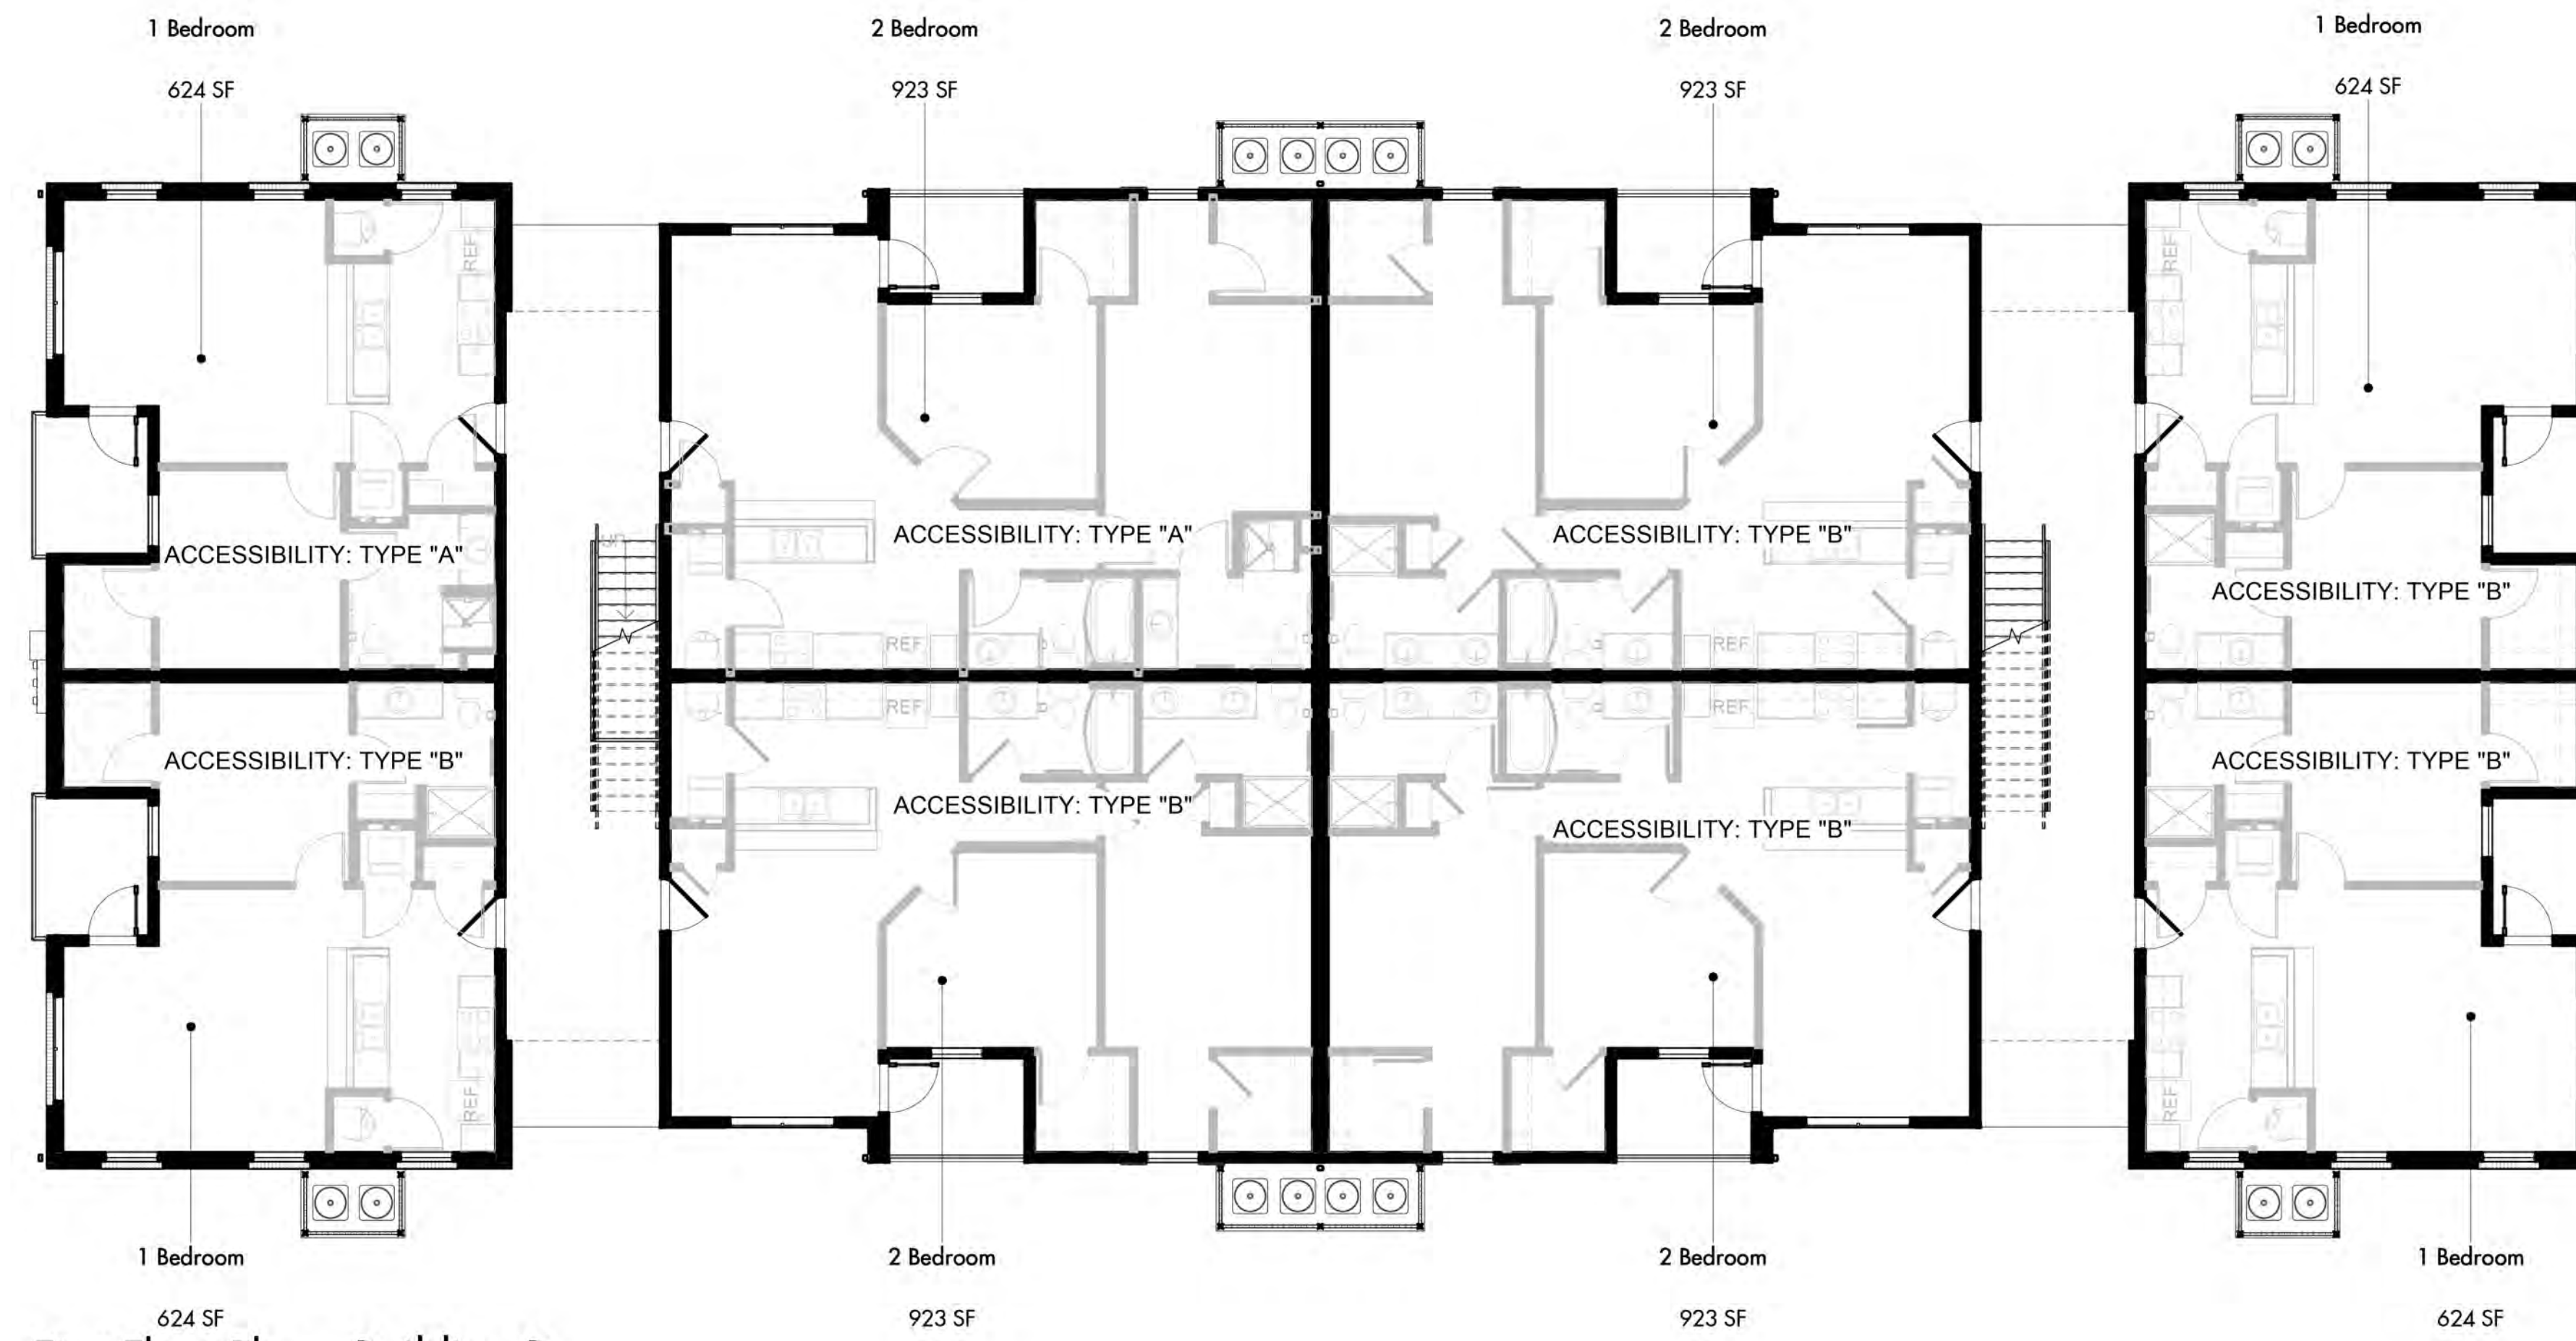 1 Bedroom
624 SF
2 Bedroom
923 SF
2 Bedroom
923 SF
1 Bedroom
624 SF
REF
REF
UP
ACCESSIBILITY: TYPE "A"
ACCESSIBILITY: TYPE "A"
ACCESSIBILITY: TYPE "B"
ACCESSIBILITY: TYPE "B"
REF
REF
ACCESSIBILITY: TYPE "B"
REF
REF
ACCESSIBILITY: TYPE "B"
ACCESSIBILITY: TYPE "B"
ACCESSIBILITY: TYPE "B"
REF
REF
1 Bedroom
624 SF
2 Bedroom
923 SF
2 Bedroom
923 SF
1 Bedroom
624 SF